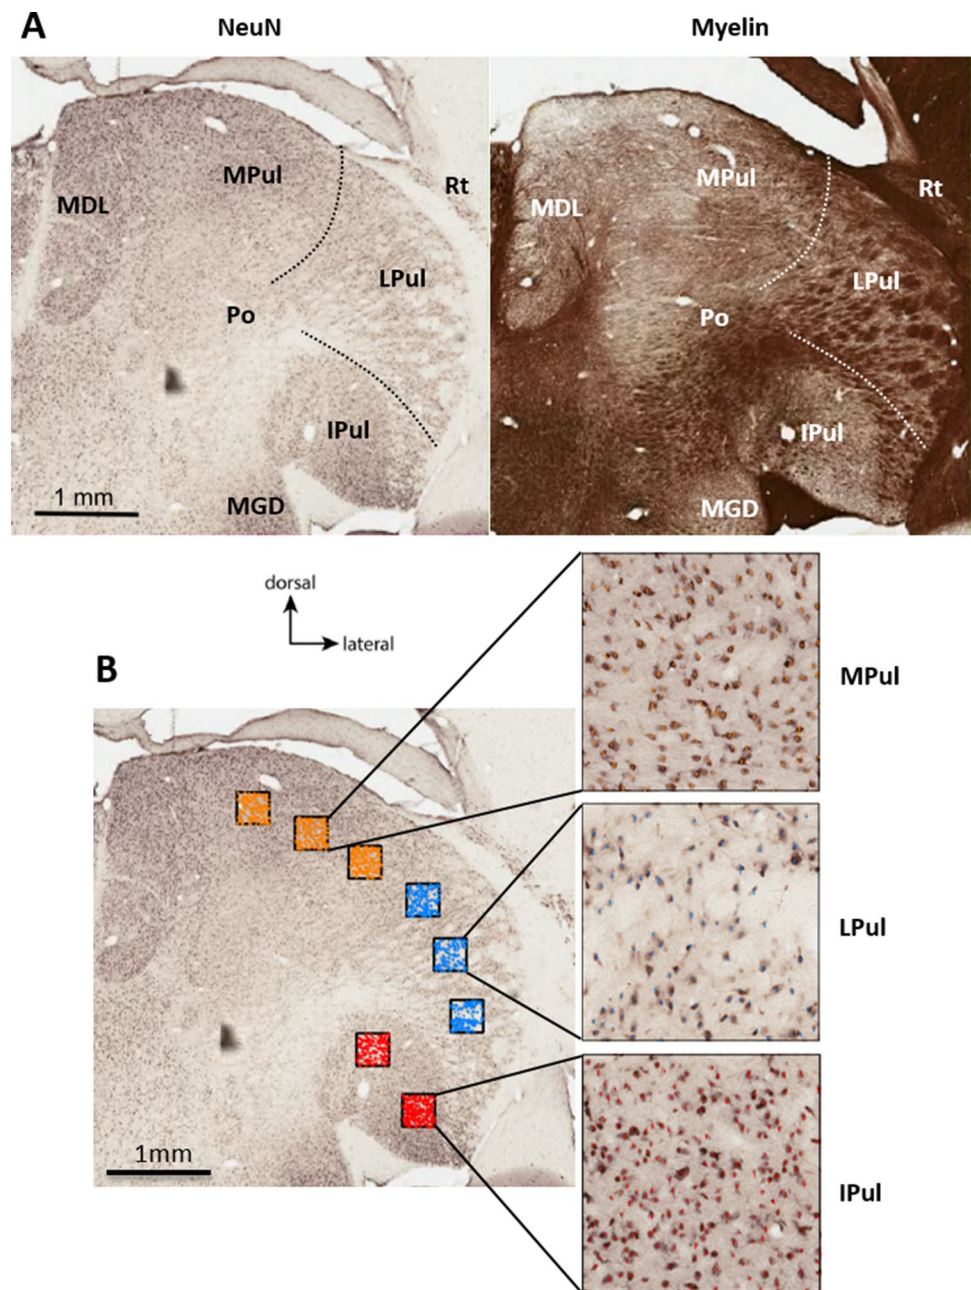 A
NeuN
Myelin
MPul
MDL
Rt
LPul
Po
IPul
1 mm
MGD
MPul
MDL
Rt
LPul
Po
IPul
MGD
dorsal
lateral
B
MPul
LPul
1mm
IPul